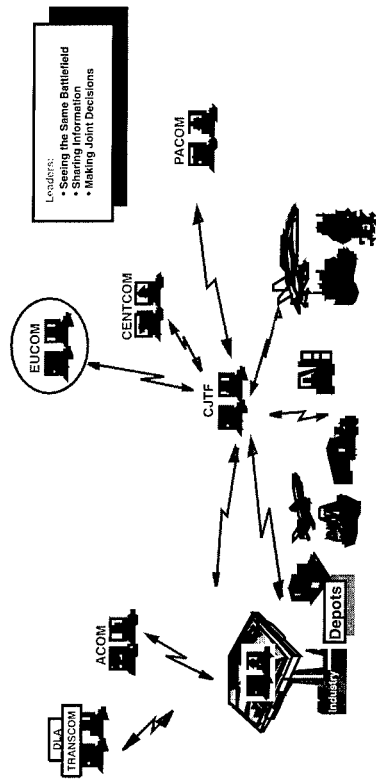 Leaders:
• Seeing the Same Battlefield
• Sharing Information
• Making Joint Decisions
PACOM
CENTCOM
EUCOM
CJTF
ACOM
DLA
TRANSCOM
Depots
Industry